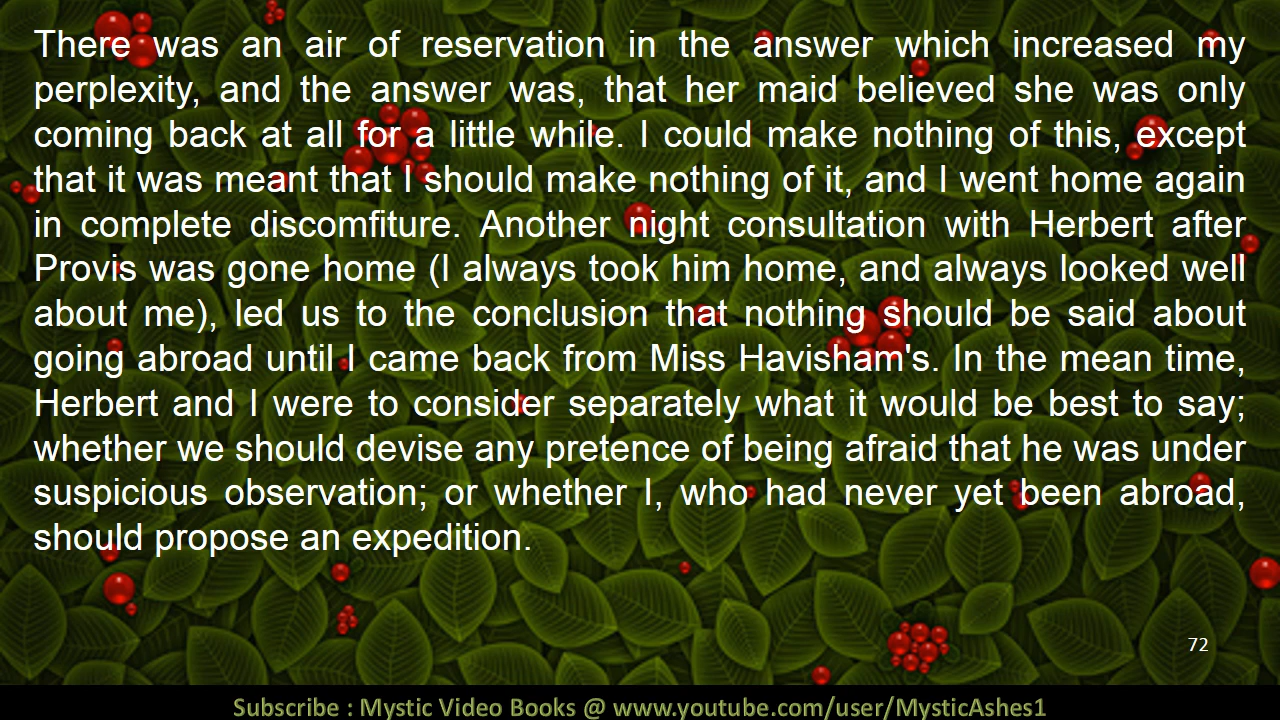 There was an air of reservation in the answer which increased my
perplexity, and the answer was, that her maid believed she was only
coming back at all for a little while. I could make nothing of this, except
that it was meant that I should make nothing of it, and I went home again
in complete discomfiture. Another night consultation with Herbert after
Provis was gone home (I always took him home, and always looked well
about me), led us to the conclusion that nothing should be said about
going abroad until I came back from Miss Havisham's. In the mean time,
Herbert and I were to consider separately what it would be best to say;
whether we should devise any pretence of being afraid that he was under
suspicious observation; or whether I, who had never yet been abroad,
should propose an expedition.
72
Subscribe : Mystic Video Books @ www.youtube.com/user/MysticAshes1